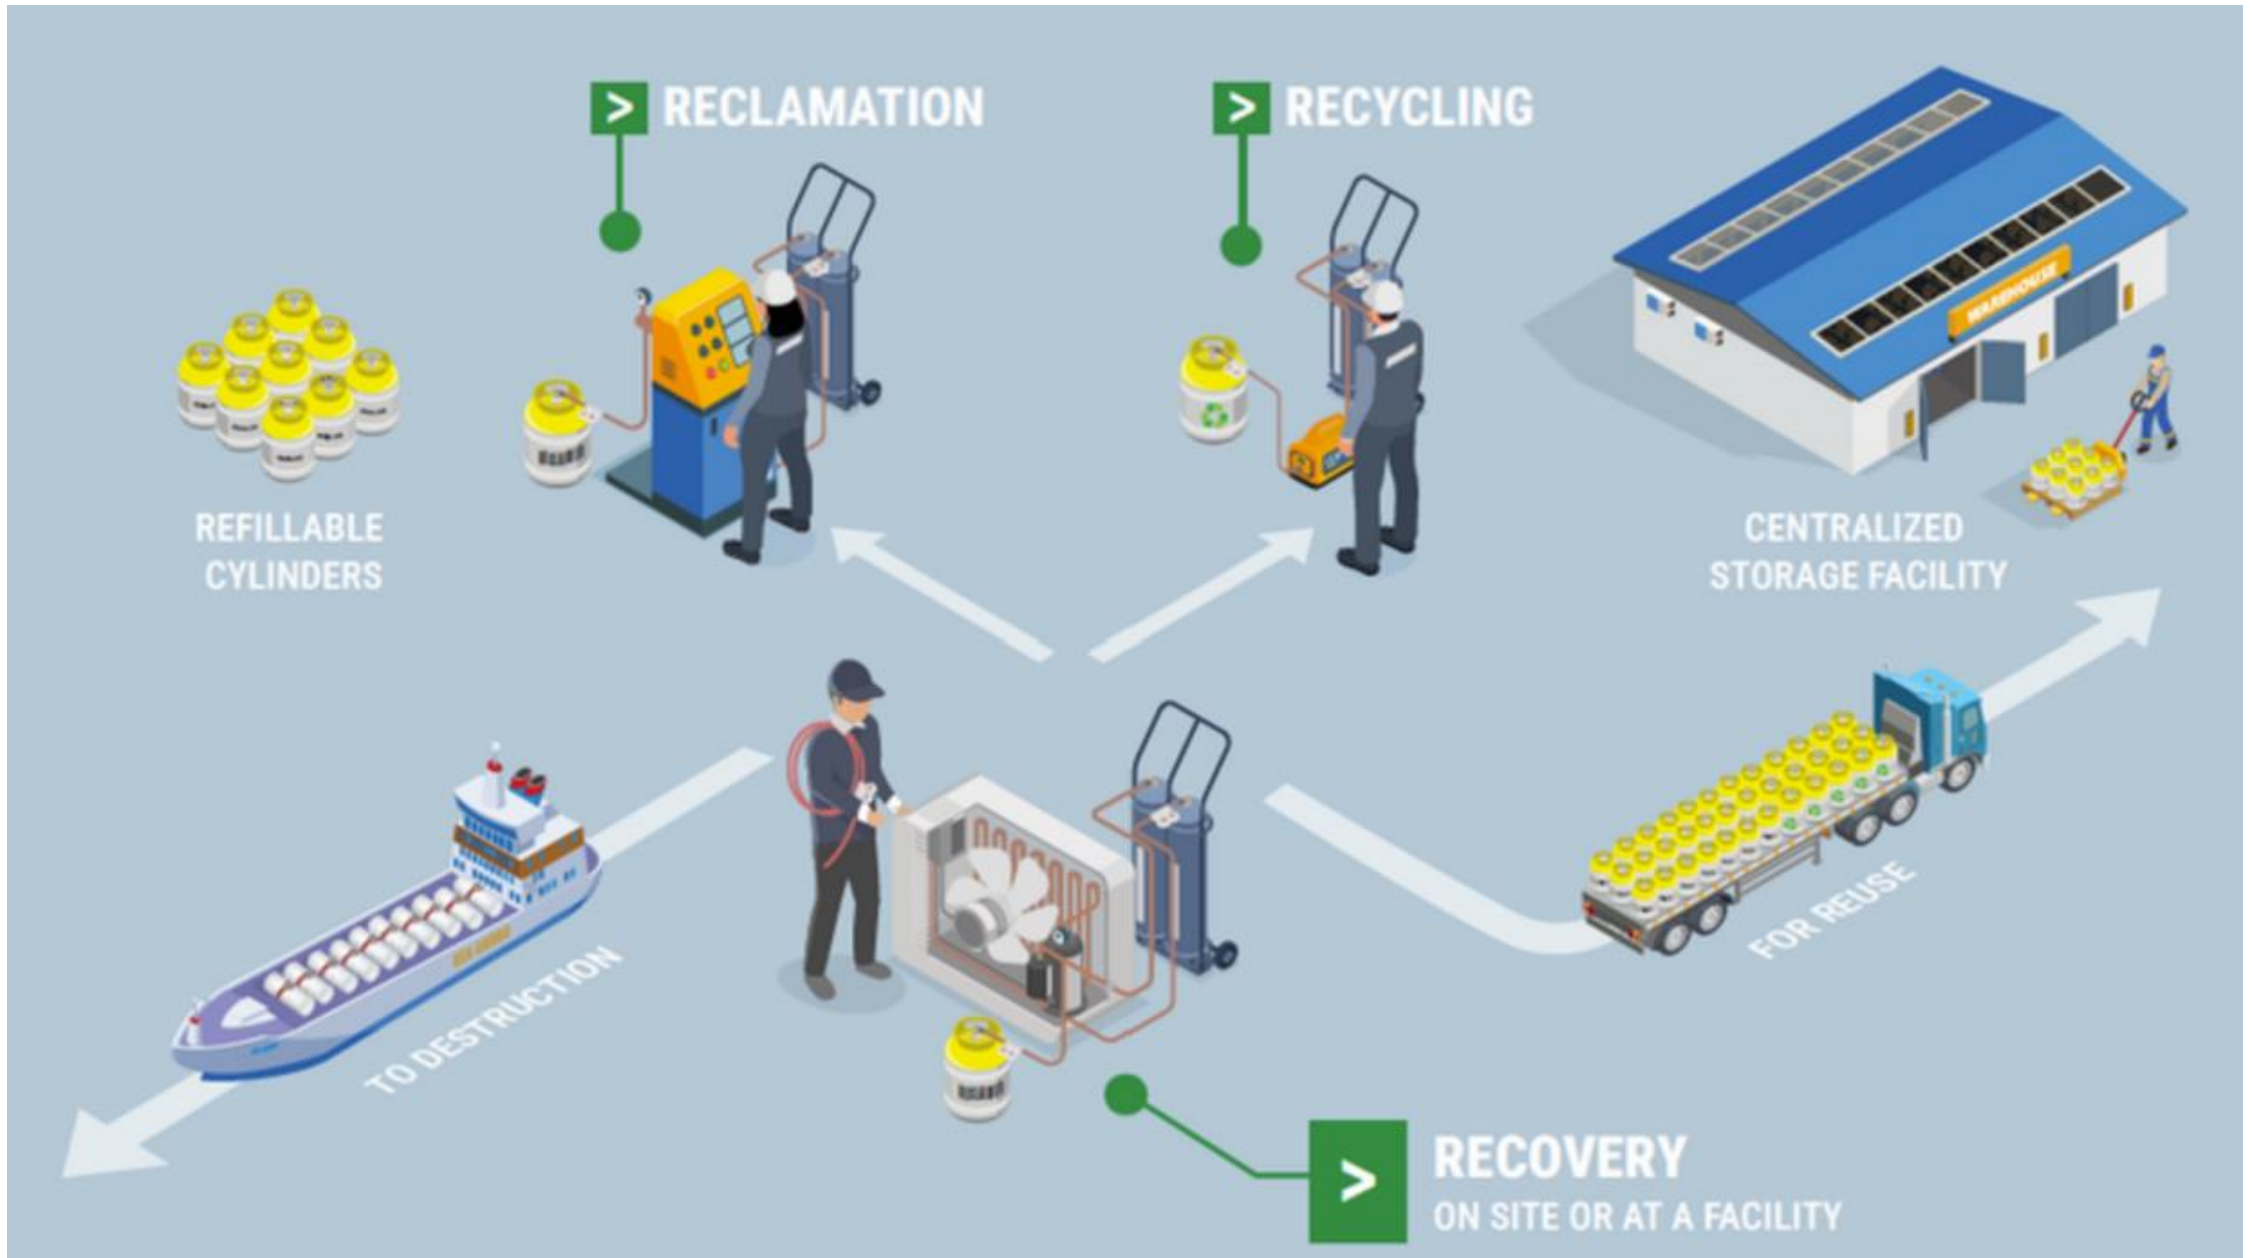 > RECLAMATION
> RECYCLING
WAREHOUSE
REFILLABLE
CYLINDERS
CENTRALIZED
STORAGE FACILITY
FOR REUSE
TO DESTRUCTION
> RECOVERY
ON SITE OR AT A FACILITY